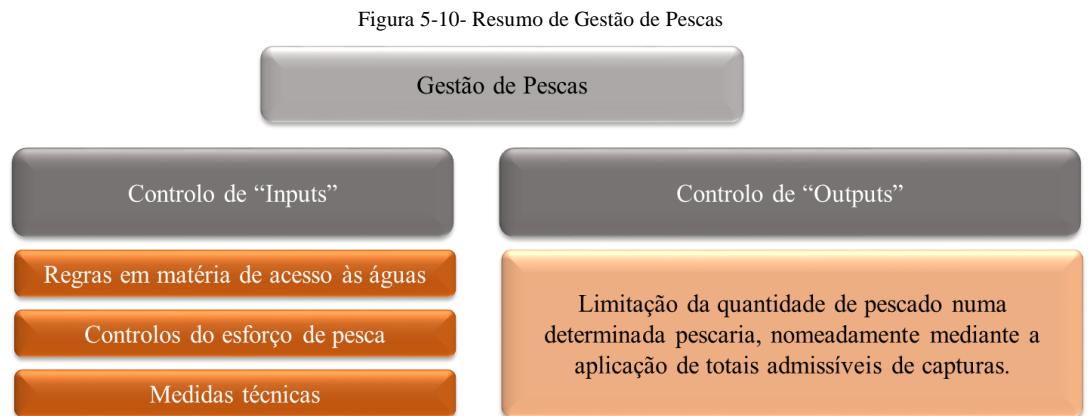 Figura 5-10- Resumo de Gestão de Pescas
Gestão de Pescas
Controlo de “Inputs”
Regras em matéria de acesso às águas
Controlos do esforço de pesca
Medidas técnicas
Controlo de “Outputs”
Limitação da quantidade de pescado numa
determinada pescaria, nomeadamente mediante a
aplicação de totais admissíveis de capturas.